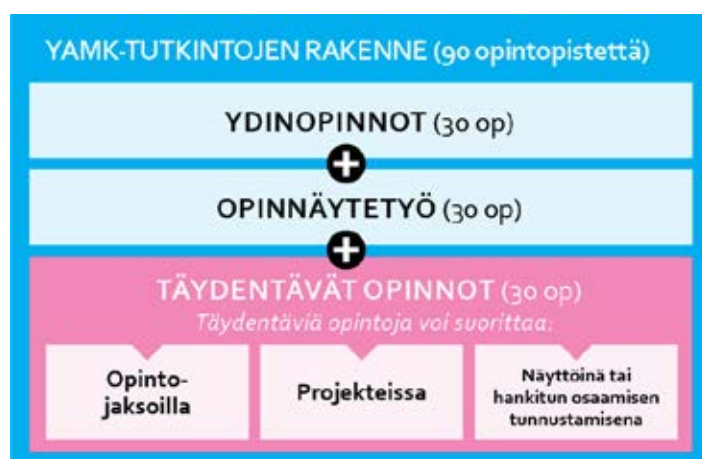 YAMK-TUTKINTOJEN RAKENNE (90 opintopistettä)
YDINOPINNOT (30 op)
+
OPINNÄYTETYÖ (30 op)
+
TÄYDENTÄVÄT OPINNOT (30 op)
Täydentäviä opintoja voi suorittaa:
Opinto-
jaksoilla
Projekteissa
Näyttöinä tai
hankitun osaamisen
tunnustamisena